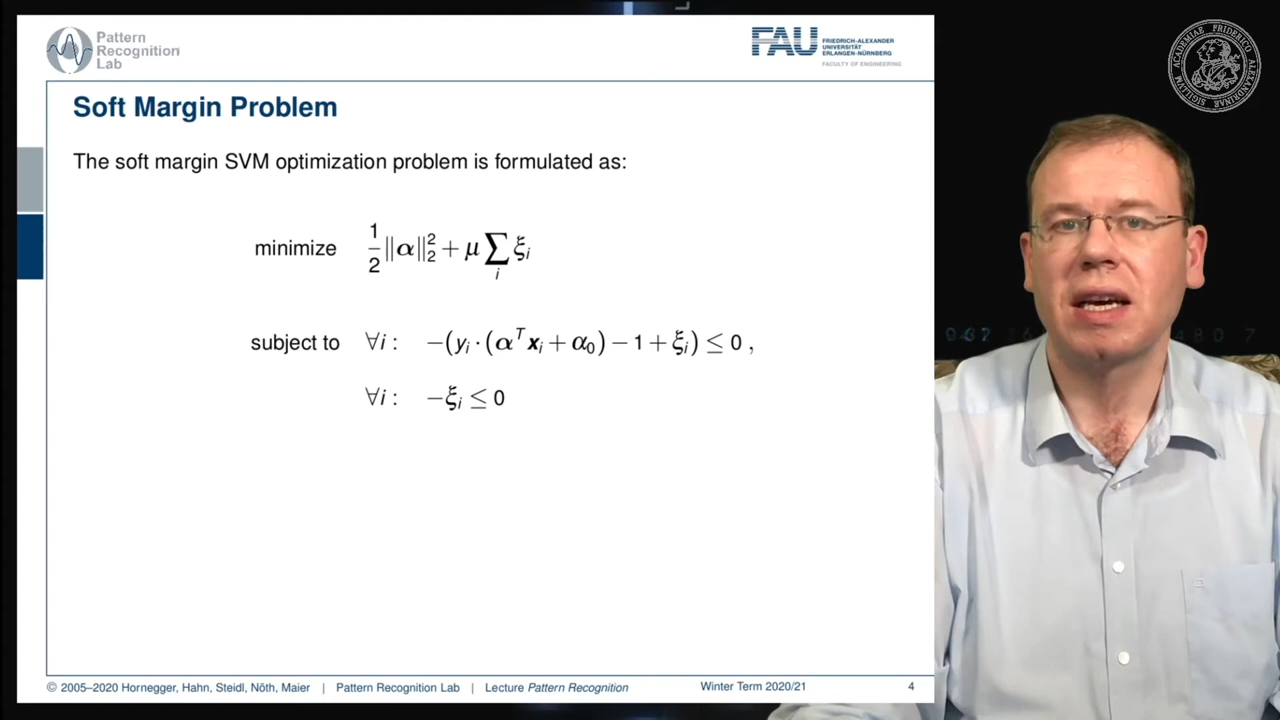 Pattern
Recognition
Lab
FAU FRIEDRICH-ALEXANDER
UNIVERSITÄT
ERLANGEN-NÜRNBERG
FACULTY OF ENGINEERING
Soft Margin Problem
The soft margin SVM optimization problem is formulated as:
minimize ½‖α‖₂² + μ ∑ᵢ ξᵢ
subject to ∀i : −(yᵢ · (αᵀxᵢ + α₀) − 1 + ξᵢ) ≤ 0 ,
∀i : −ξᵢ ≤ 0
© 2005–2020 Hornegger, Hahn, Steidl, Nöth, Maier | Pattern Recognition Lab | Lecture Pattern Recognition Winter Term 2020/21 4